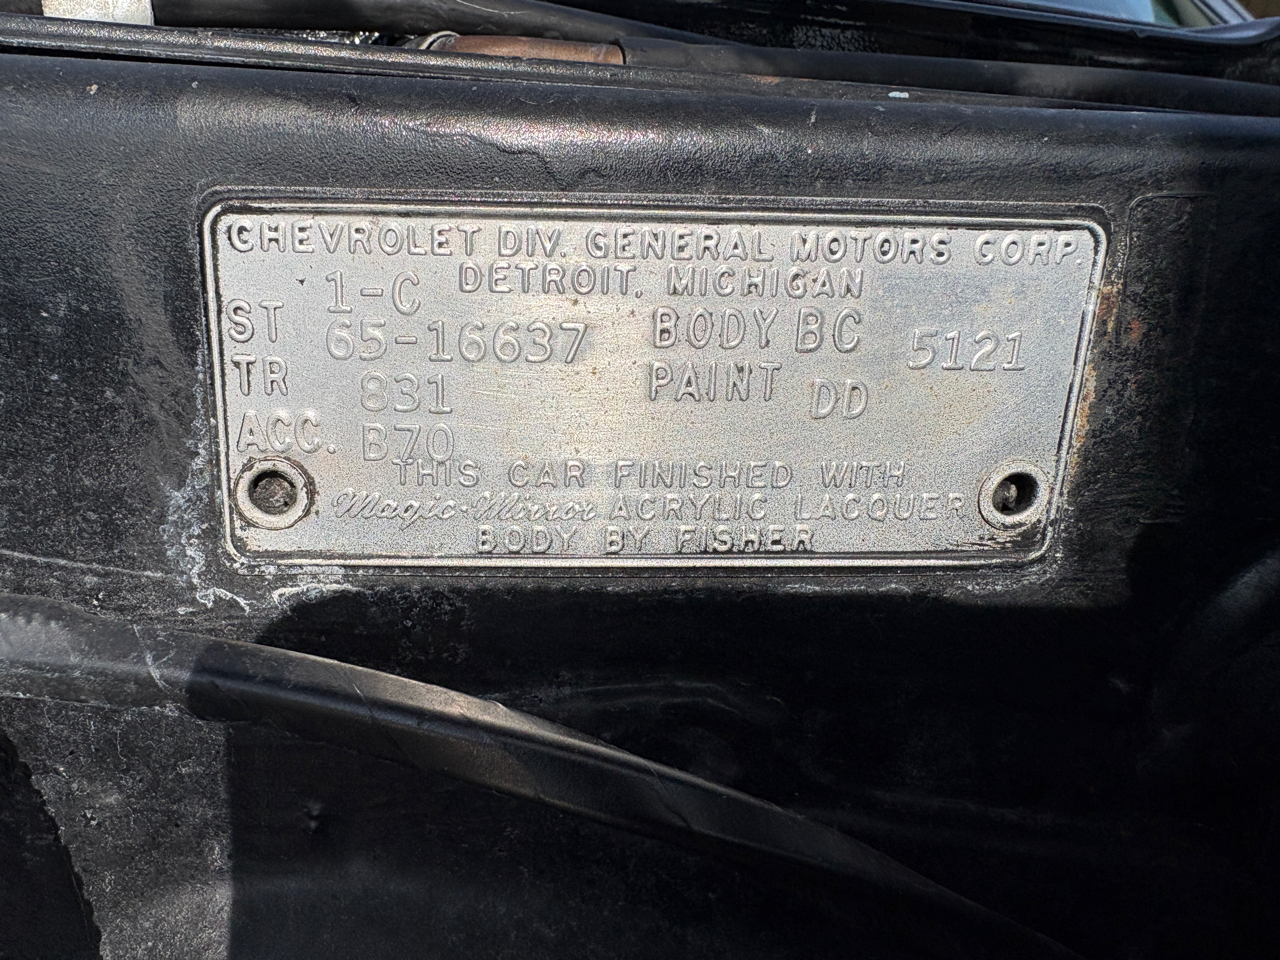 CHEVROLET DIV. GENERAL MOTORS CORP.
DETROIT, MICHIGAN
1-C
ST 65-16637 BODY BC 5121
TR 831 PAINT DD
ACC. B70
THIS CAR FINISHED WITH
Magic-Mirror ACRYLIC LACQUER
BODY BY FISHER